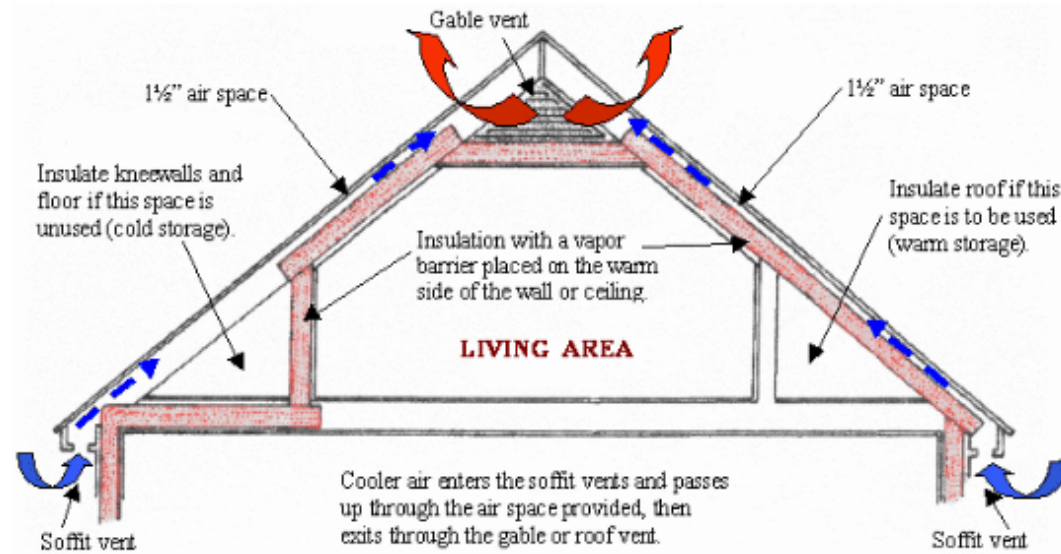 Gable vent
1½” air space
1½” air space
Insulate kneewalls and
floor if this space is
unused (cold storage).
Insulate roof if this
space is to be used
(warm storage).
Insulation with a vapor
barrier placed on the warm
side of the wall or ceiling.
LIVING AREA
Cooler air enters the soffit vents and passes
up through the air space provided, then
exits through the gable or roof vent.
Soffit vent
Soffit vent